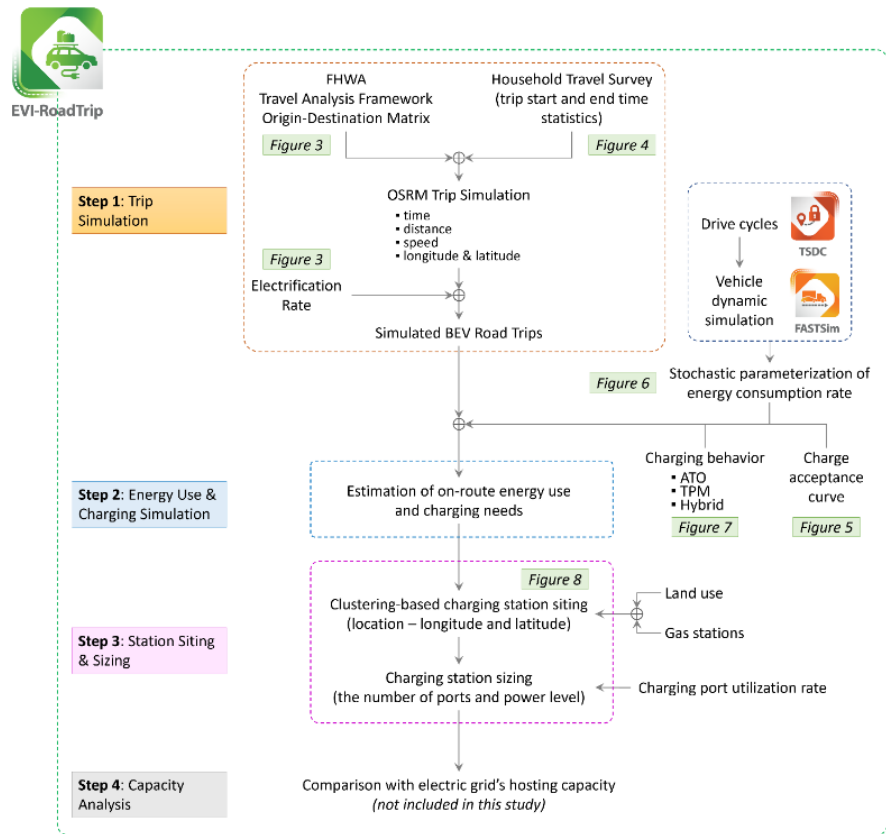 EVI-RoadTrip
FHWA
Travel Analysis Framework
Origin-Destination Matrix
Figure 3
Household Travel Survey
(trip start and end time
statistics)
Figure 4
Step 1: Trip
Simulation
OSRM Trip Simulation
▪ time
▪ distance
▪ speed
▪ longitude & latitude
Figure 3
Electrification
Rate
Simulated BEV Road Trips
Drive cycles
TSDC
Vehicle
dynamic
simulation
FASTSim
Figure 6
Stochastic parameterization of
energy consumption rate
Step 2: Energy Use &
Charging Simulation
Estimation of on-route energy use
and charging needs
Charging behavior
▪ ATO
▪ TPM
▪ Hybrid
Figure 7
Charge
acceptance
curve
Figure 5
Step 3: Station Siting
& Sizing
Figure 8
Clustering-based charging station siting
(location – longitude and latitude)
Land use
Gas stations
Charging station sizing
(the number of ports and power level)
Charging port utilization rate
Step 4: Capacity
Analysis
Comparison with electric grid's hosting capacity
(not included in this study)